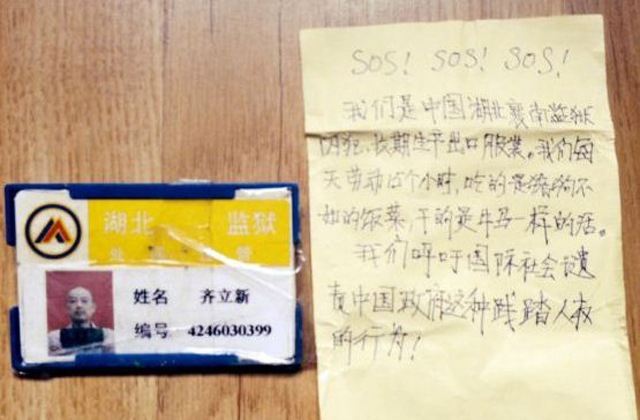 湖北 监狱
处 管
姓名 齐立新
编号 4246030399
SOS! SOS! SOS!
我们是中国湖北襄南监狱
囚犯,长期生产出口服装。我们每
天劳动15个小时,吃的是猪狗不
如的饭菜,干的是牛马一样的活。
我们呼吁国际社会谴
责中国政府这种践踏人权
的行为!